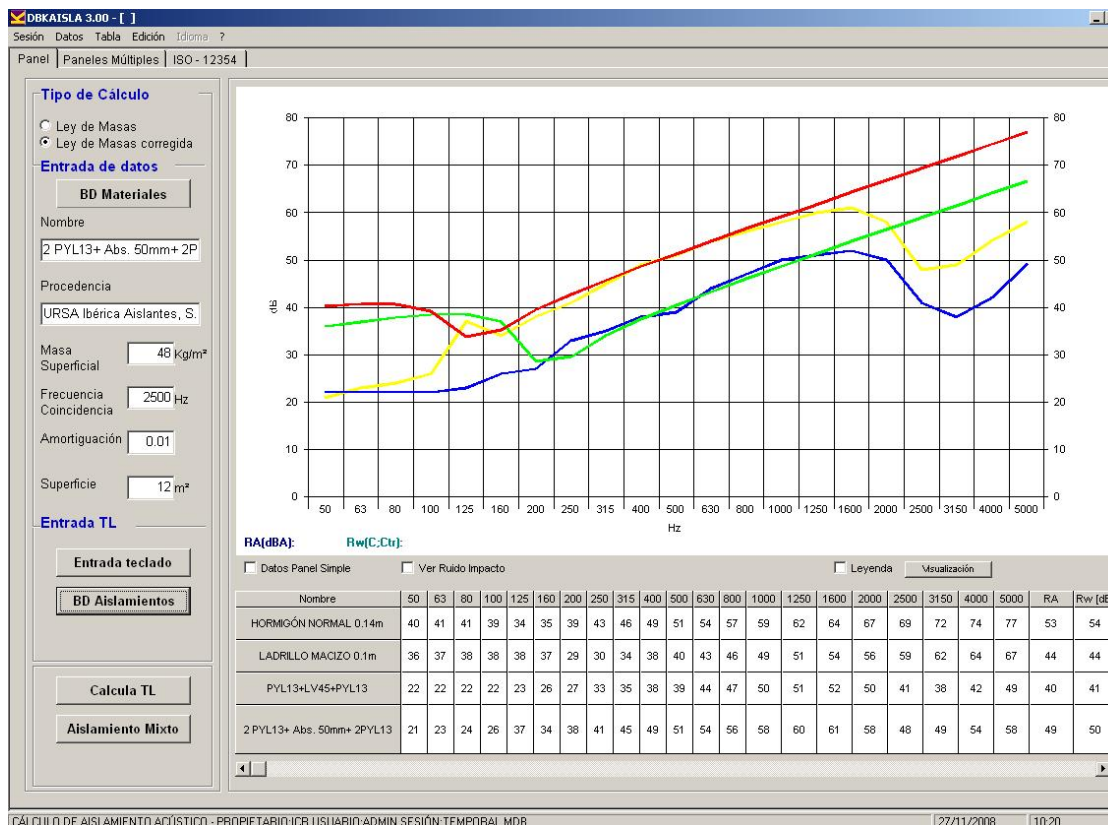 DBKAISLA 3.00 - [ ]
Sesión Datos Tabla Edición Idioma ?
Panel Paneles Múltiples ISO - 12354
Tipo de Cálculo
Ley de Masas
Ley de Masas corregida
Entrada de datos
BD Materiales
Nombre
2 PYL13+ Abs. 50mm+ 2P
Procedencia
URSA Ibérica Aislantes, S.
Masa
Superficial 48 Kg/m²
Frecuencia
Coincidencia 2500 Hz
Amortiguación 0.01
Superficie 12 m²
Entrada TL
Entrada teclado
BD Aislamientos
Calcula TL
Aislamiento Mixto
80 80
70 70
60 60
50 50
dB
40 40
30 30
20 20
10 10
0 0
50 63 80 100 125 160 200 250 315 400 500 630 800 1000 1250 1600 2000 2500 3150 4000 5000
Hz
RA(dBA): Rw(C;Ctr):
Datos Panel Simple Ver Ruido Impacto Leyenda Visualización
Nombre 50 63 80 100 125 160 200 250 315 400 500 630 800 1000 1250 1600 2000 2500 3150 4000 5000 RA Rw [dB
HORMIGÓN NORMAL 0.14m 40 41 41 39 34 35 39 43 46 49 51 54 57 59 62 64 67 69 72 74 77 53 54
LADRILLO MACIZO 0.1m 36 37 38 38 38 37 29 30 34 38 40 43 46 49 51 54 56 59 62 64 67 44 44
PYL13+LV45+PYL13 22 22 22 22 23 26 27 33 35 38 39 44 47 50 51 52 50 41 38 42 49 40 41
2 PYL13+ Abs. 50mm+ 2PYL13 21 23 24 26 37 34 38 41 45 49 51 54 56 58 60 61 58 48 49 54 58 49 50
CÁLCULO DE AISLAMIENTO ACÚSTICO - PROPIETARIO:ICR USUARIO:ADMIN SESIÓN:TEMPORAL.MDB 27/11/2008 10:20